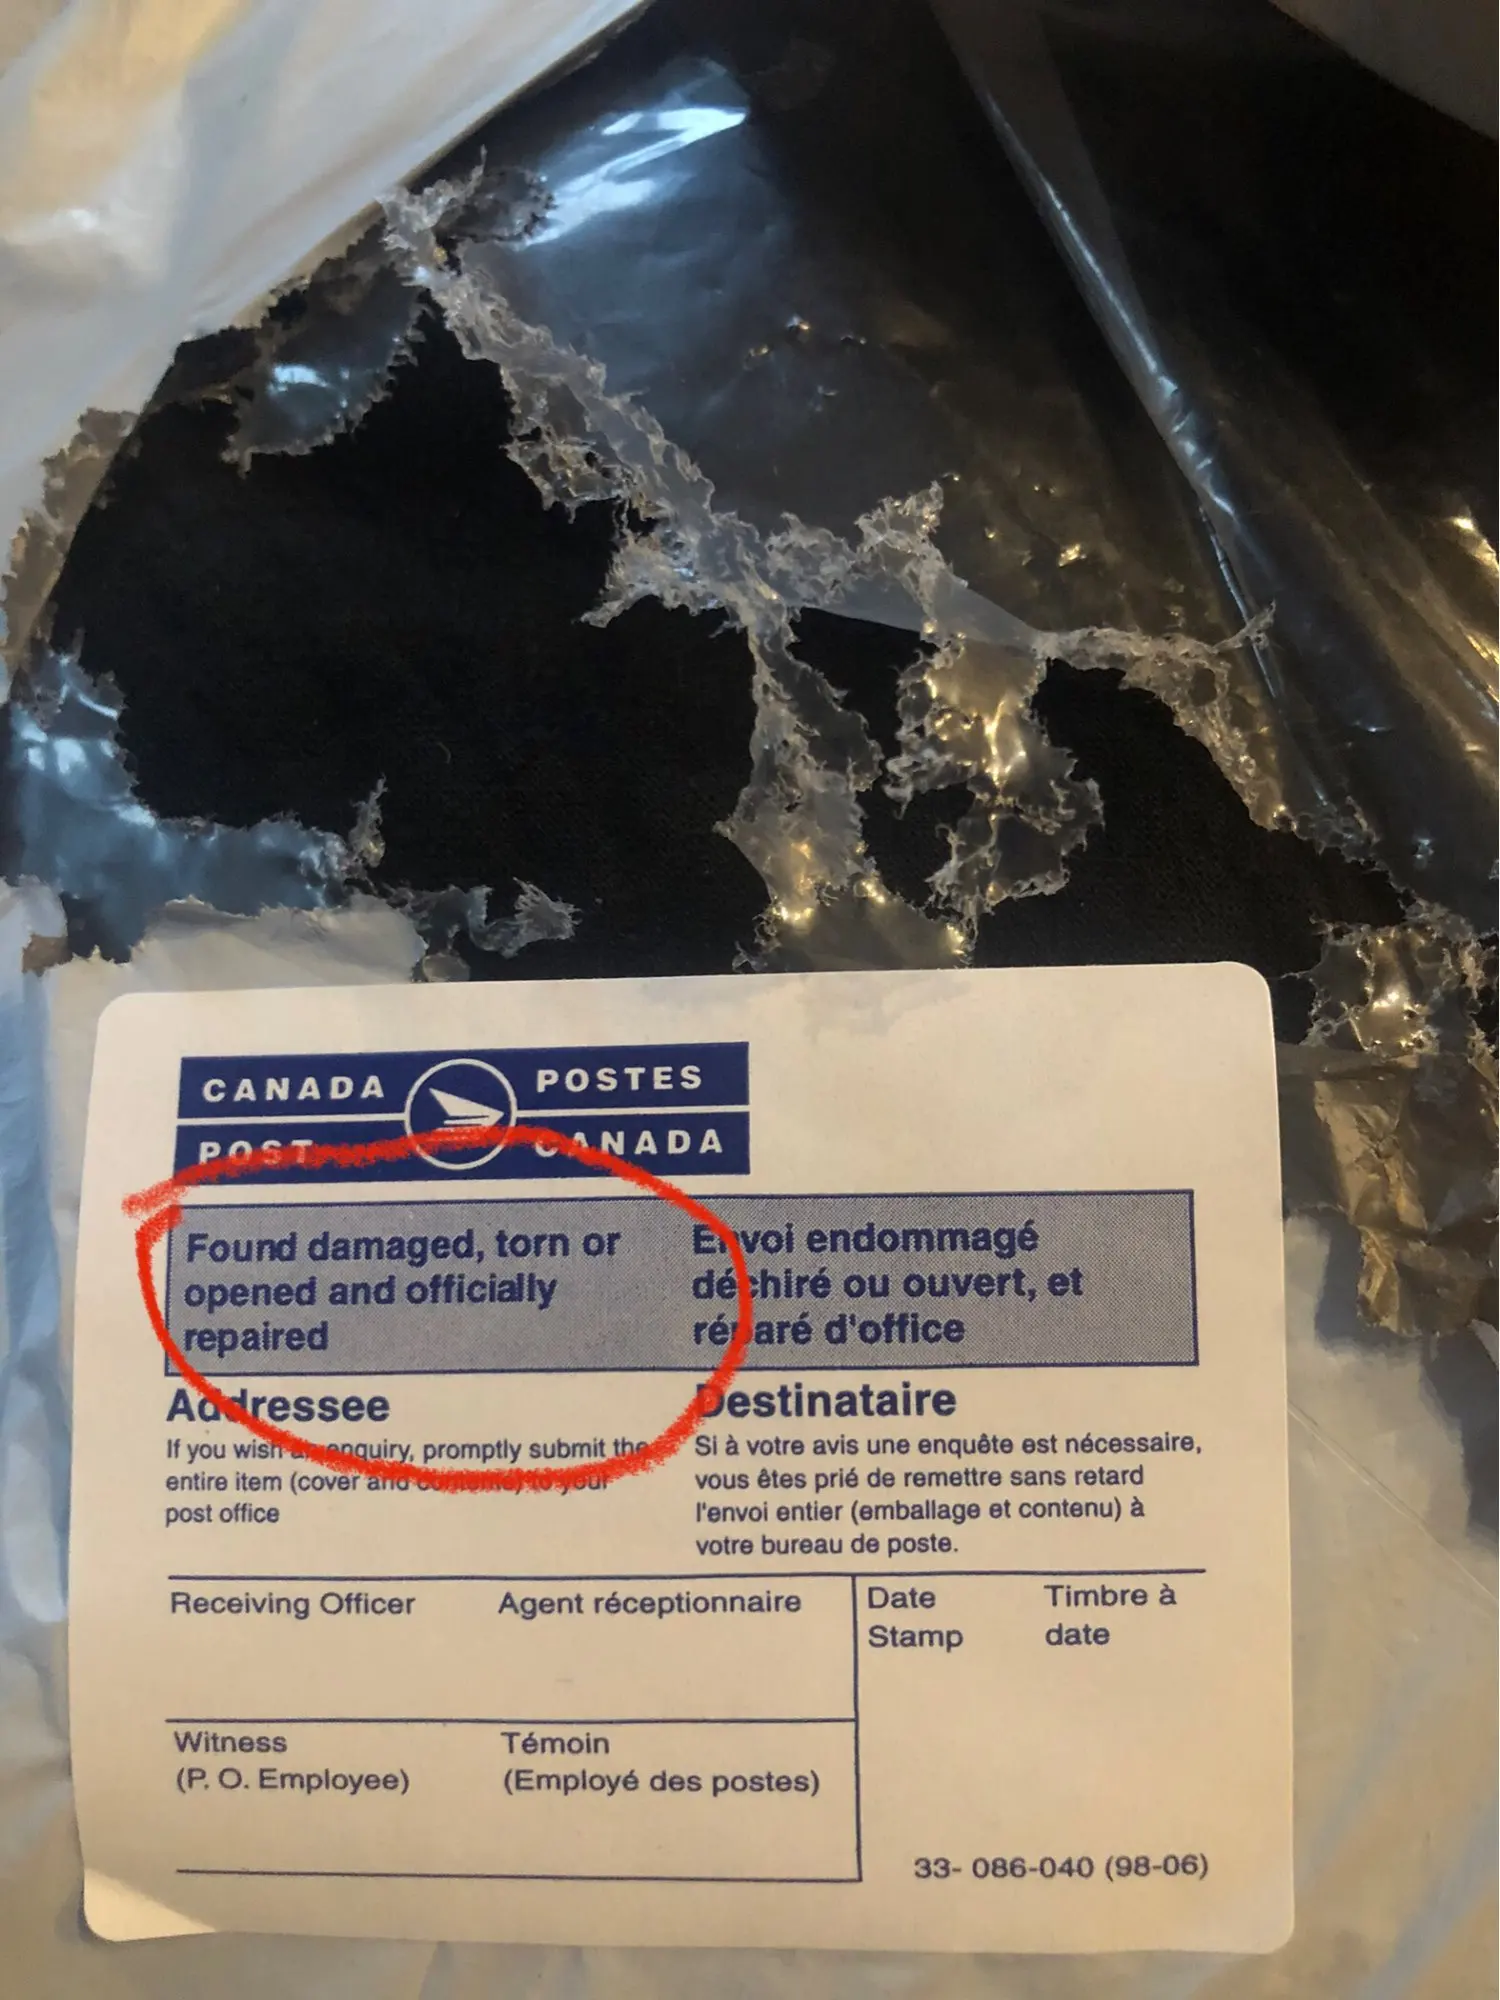 CANADA POSTES
POST CANADA
Found damaged, torn or
opened and officially
repaired
Envoi endommagé
déchiré ou ouvert, et
réparé d'office
Addressee
If you wish an enquiry, promptly submit the
entire item (cover and contents) to your
post office
Destinataire
Si à votre avis une enquête est nécessaire,
vous êtes prié de remettre sans retard
l'envoi entier (emballage et contenu) à
votre bureau de poste.
Receiving Officer Agent réceptionnaire
Date Timbre à
Stamp date
Witness Témoin
(P. O. Employee) (Employé des postes)
33- 086-040 (98-06)